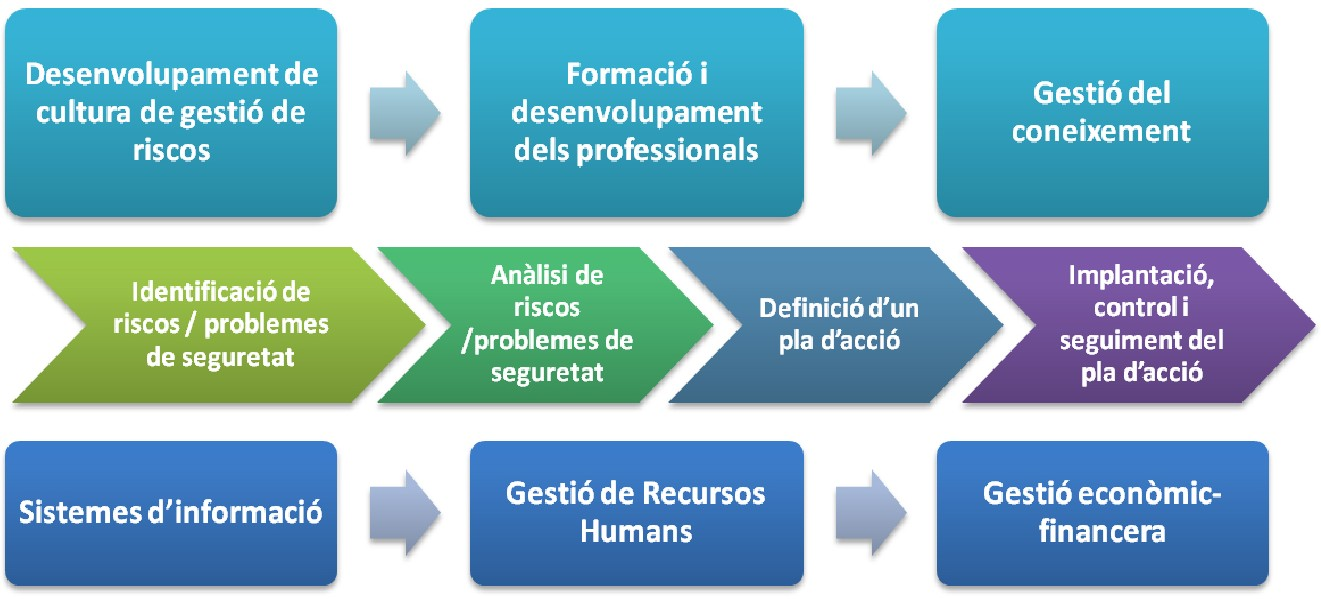 Desenvolupament de
cultura de gestió de
riscos
Formació i
desenvolupament
dels professionals
Gestió del
coneixement
Identificació de
riscos / problemes
de seguretat
Anàlisi de
riscos
/problemes de
seguretat
Definició d’un
pla d’acció
Implantació,
control i
seguiment del
pla d’acció
Sistemes d’informació
Gestió de Recursos
Humans
Gestió econòmic-
financera